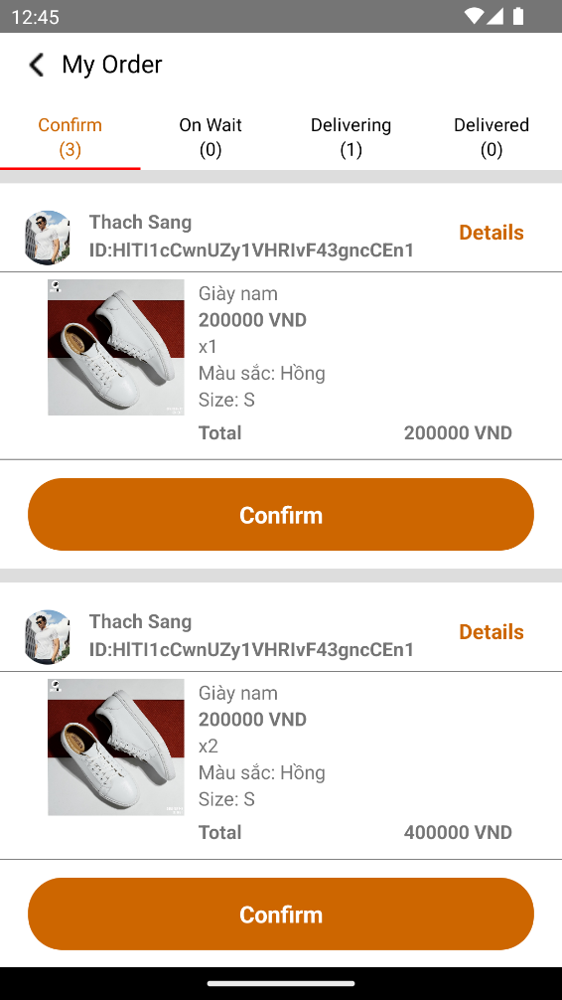 12:45
My Order
Confirm
(3)
On Wait
(0)
Delivering
(1)
Delivered
(0)
Thach Sang
Details
ID:HlTI1cCwnUZy1VHRIvF43gncCEn1
Giày nam
200000 VND
x1
Màu sắc: Hồng
Size: S
Total 200000 VND
Confirm
Thach Sang
Details
ID:HlTI1cCwnUZy1VHRIvF43gncCEn1
Giày nam
200000 VND
x2
Màu sắc: Hồng
Size: S
Total 400000 VND
Confirm